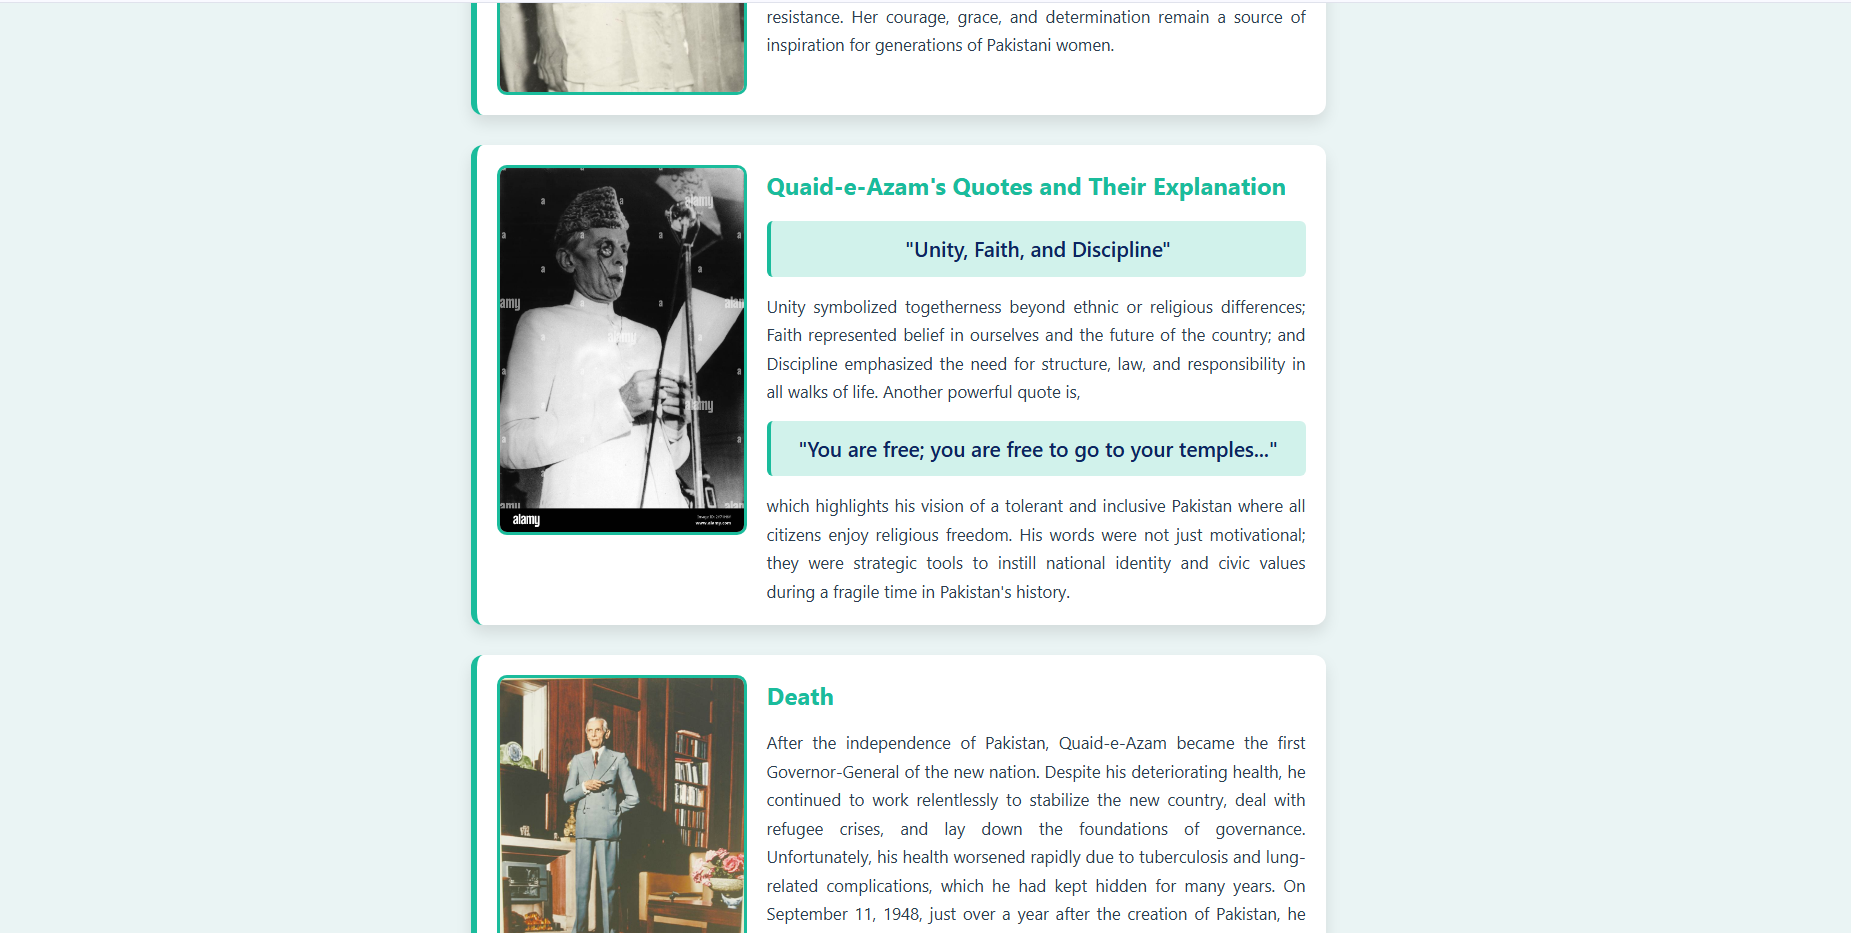 resistance. Her courage, grace, and determination remain a source of
inspiration for generations of Pakistani women.
Quaid-e-Azam's Quotes and Their Explanation
"Unity, Faith, and Discipline"
Unity symbolized togetherness beyond ethnic or religious differences;
Faith represented belief in ourselves and the future of the country; and
Discipline emphasized the need for structure, law, and responsibility in
all walks of life. Another powerful quote is,
"You are free; you are free to go to your temples..."
which highlights his vision of a tolerant and inclusive Pakistan where all
citizens enjoy religious freedom. His words were not just motivational;
they were strategic tools to instill national identity and civic values
during a fragile time in Pakistan's history.
alamy
www.alamy.com
Death
After the independence of Pakistan, Quaid-e-Azam became the first
Governor-General of the new nation. Despite his deteriorating health, he
continued to work relentlessly to stabilize the new country, deal with
refugee crises, and lay down the foundations of governance.
Unfortunately, his health worsened rapidly due to tuberculosis and lung-
related complications, which he had kept hidden for many years. On
September 11, 1948, just over a year after the creation of Pakistan, he